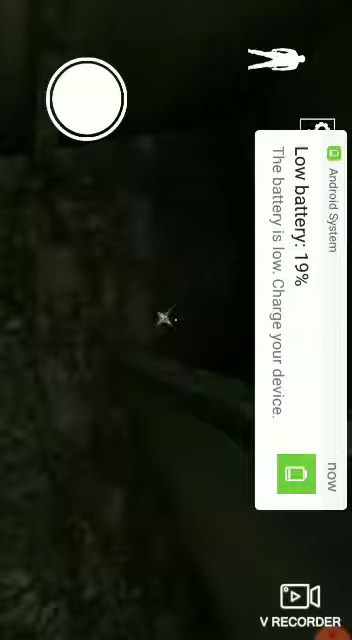 Android System
now
Low battery: 19%
The battery is low. Charge your device.
V RECORDER